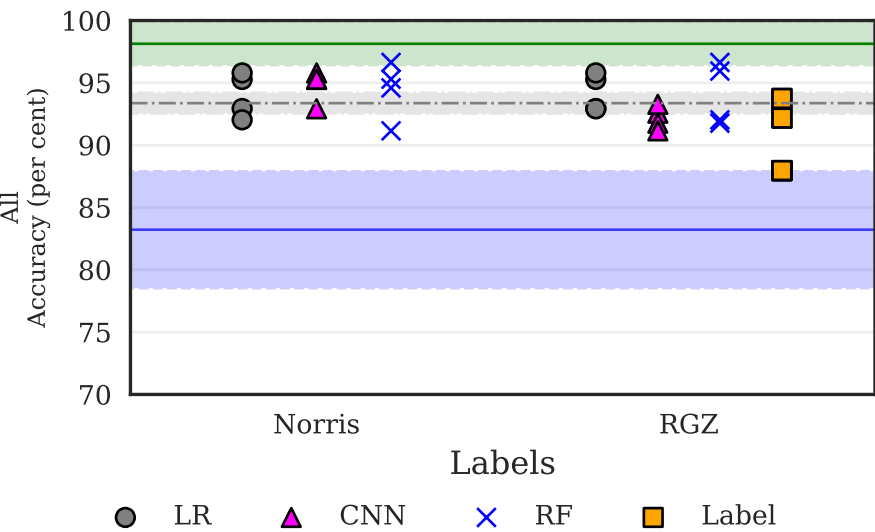 100
95
90
85
80
75
70
All
Accuracy (per cent)
Norris RGZ
Labels
LR CNN RF Label